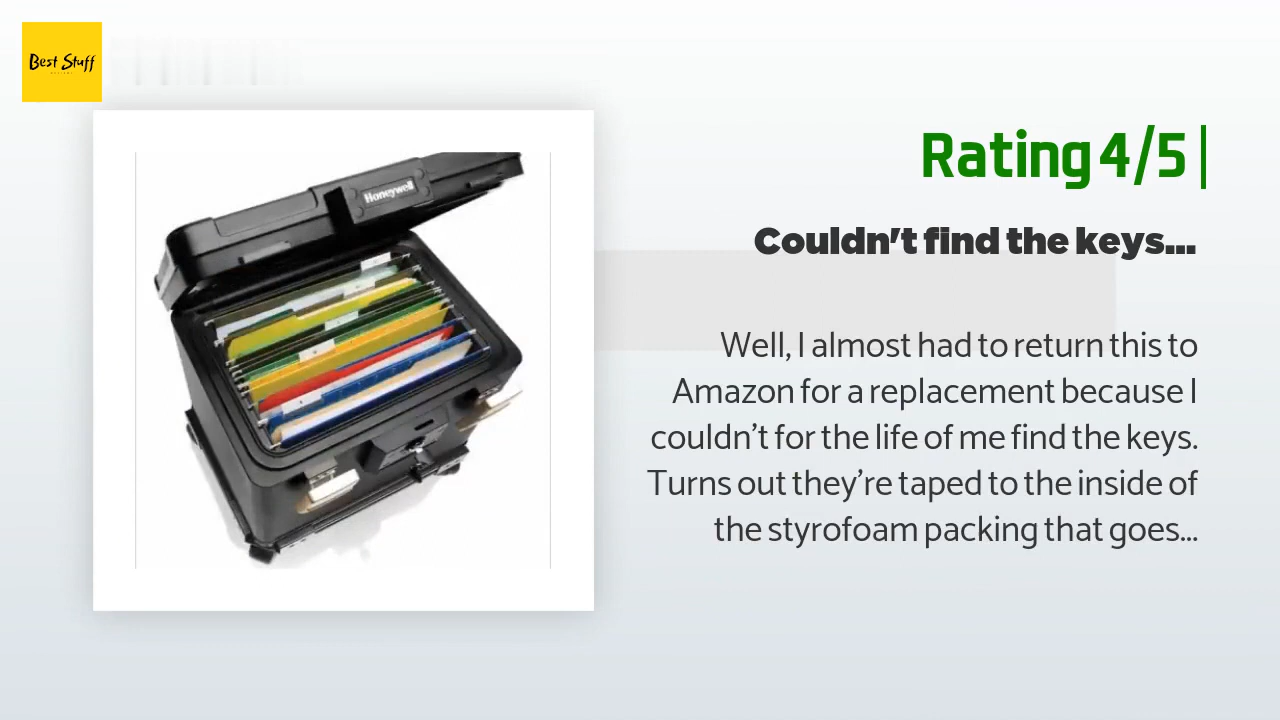 Best Stuff
Honeywell
Rating 4/5 |
Couldn't find the keys...
Well, I almost had to return this to
Amazon for a replacement because I
couldn't for the life of me find the keys.
Turns out they're taped to the inside of
the styrofoam packing that goes...